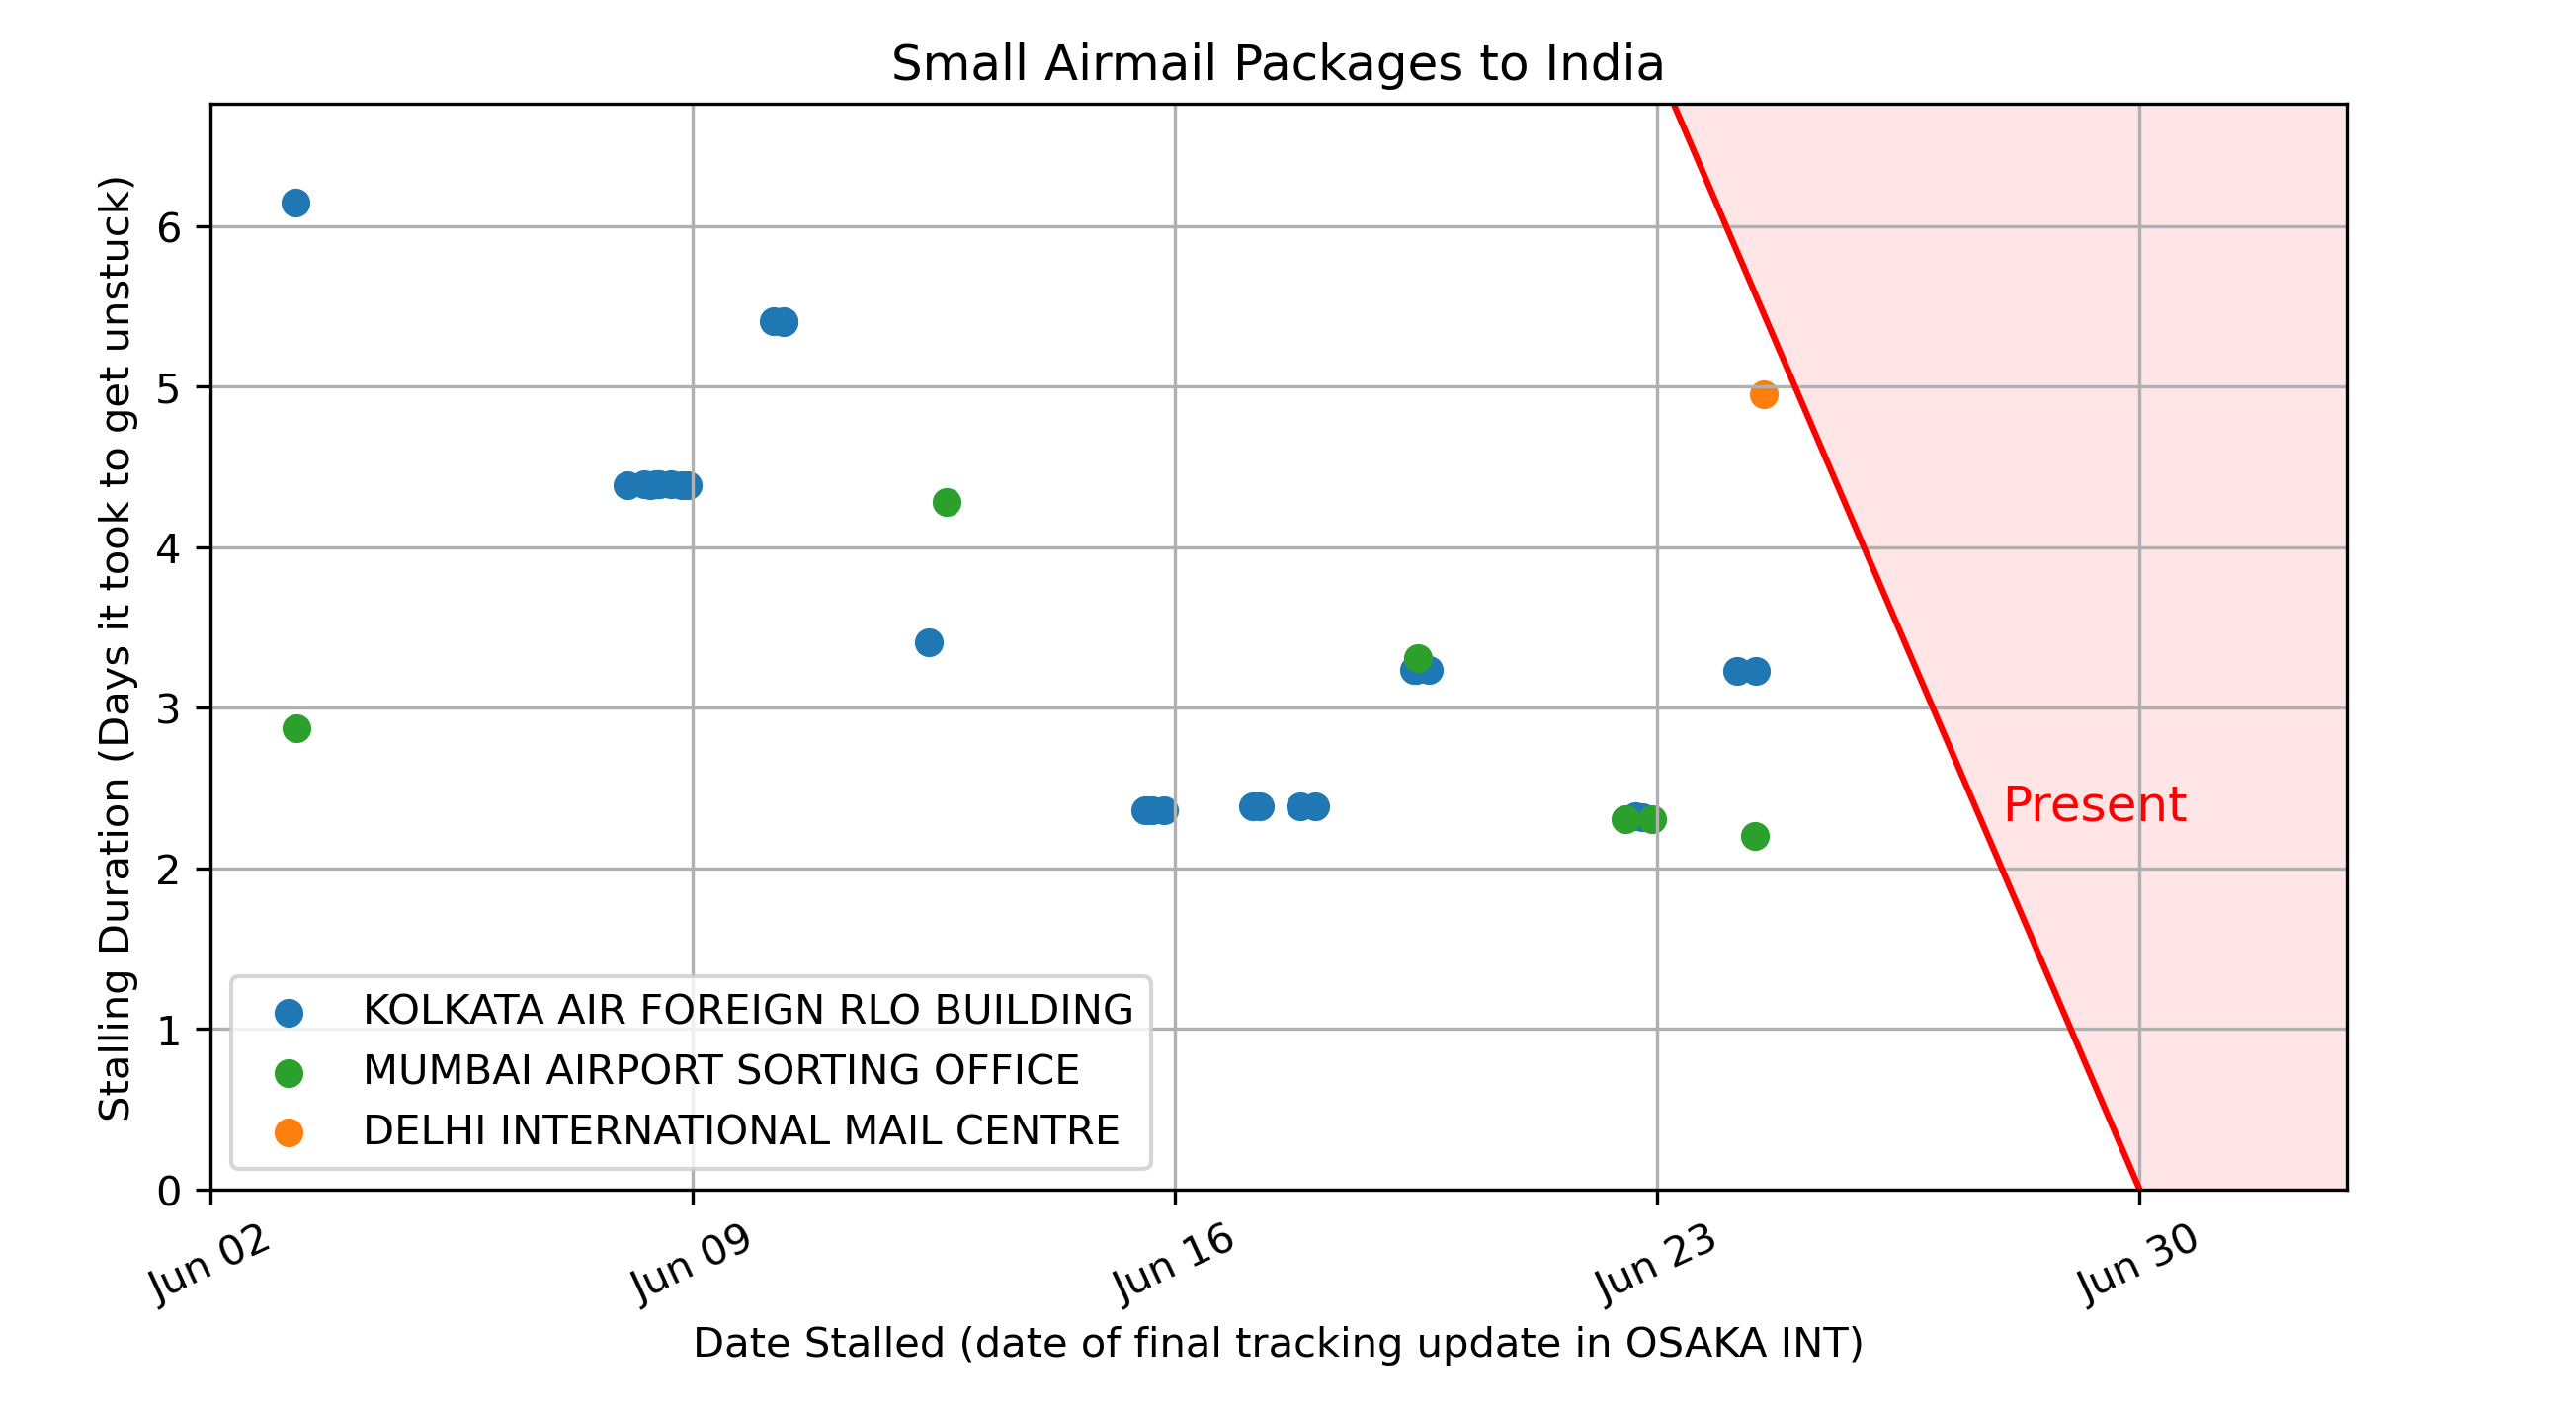 Small Airmail Packages to India
Stalling Duration (Days it took to get unstuck)
6
5
4
3
2
1
0
Present
KOLKATA AIR FOREIGN RLO BUILDING
MUMBAI AIRPORT SORTING OFFICE
DELHI INTERNATIONAL MAIL CENTRE
Jun 02
Jun 09
Jun 16
Jun 23
Jun 30
Date Stalled (date of final tracking update in OSAKA INT)